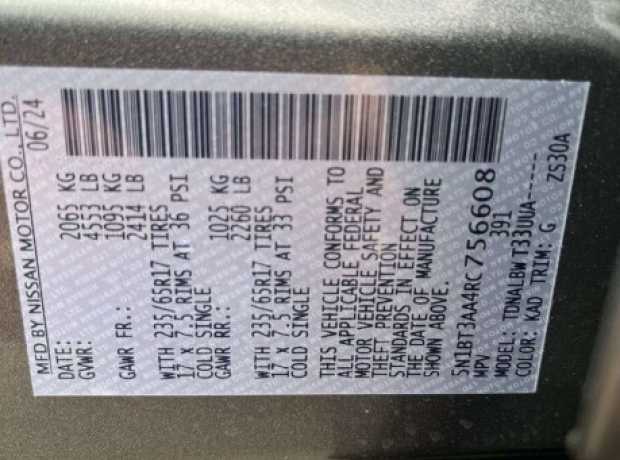 MFD BY NISSAN MOTOR CO., LTD.
DATE: 06/24
GVWR: 2065 KG
4553 LB
GAWR FR.: 1095 KG
2414 LB
WITH 235/65R17 TIRES
17 X 7.5 RIMS AT 36 PSI
COLD SINGLE
GAWR RR.: 1025 KG
2260 LB
WITH 235/65R17 TIRES
17 X 7.5 RIMS AT 33 PSI
COLD SINGLE
THIS VEHICLE CONFORMS TO
ALL APPLICABLE FEDERAL
MOTOR VEHICLE SAFETY AND
THEFT PREVENTION
STANDARDS IN EFFECT ON
THE DATE OF MANUFACTURE
SHOWN ABOVE.
5N1BT3AA4RC756608
MPV 391
MODEL: TDNALBW T33UUA------
COLOR: KAD TRIM: G ZS30A